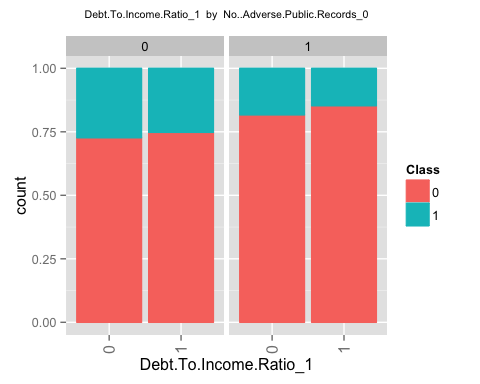 Debt.To.Income.Ratio_1 by No..Adverse.Public.Records_0
0 1
1.00
0.75
0.50
0.25
0.00
count
0 1 0 1
Debt.To.Income.Ratio_1
Class
0
1